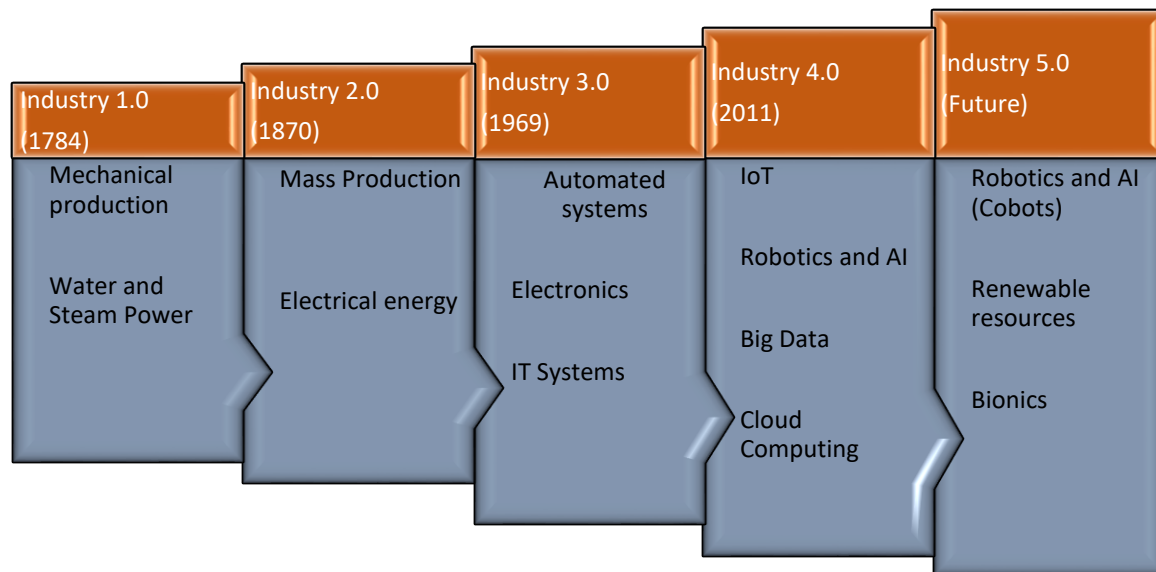 Industry 1.0
(1784)
Mechanical
production
Water and
Steam Power
Industry 2.0
(1870)
Mass Production
Electrical energy
Industry 3.0
(1969)
Automated
systems
Electronics
IT Systems
Industry 4.0
(2011)
IoT
Robotics and AI
Big Data
Cloud
Computing
Industry 5.0
(Future)
Robotics and AI
(Cobots)
Renewable
resources
Bionics